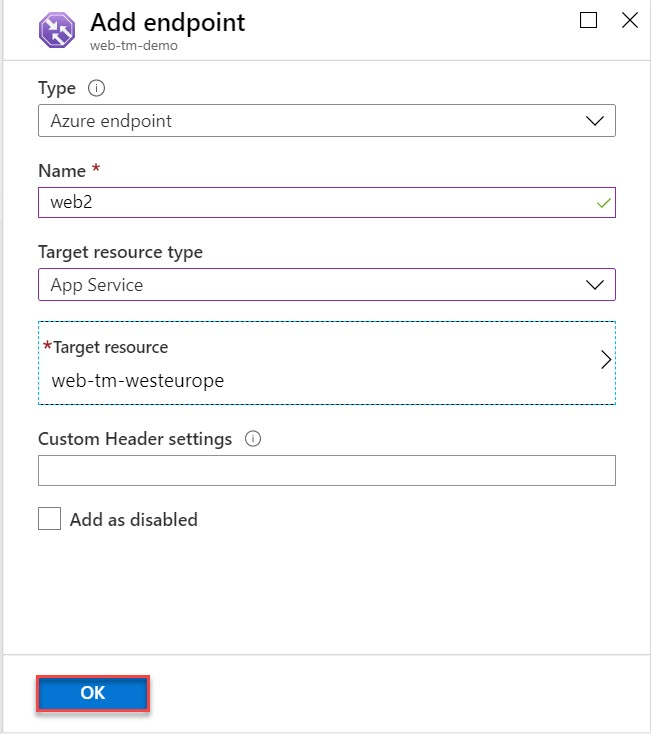 Add endpoint
web-tm-demo
Type
Azure endpoint
Name *
web2
Target resource type
App Service
*Target resource
web-tm-westeurope
Custom Header settings
Add as disabled
OK